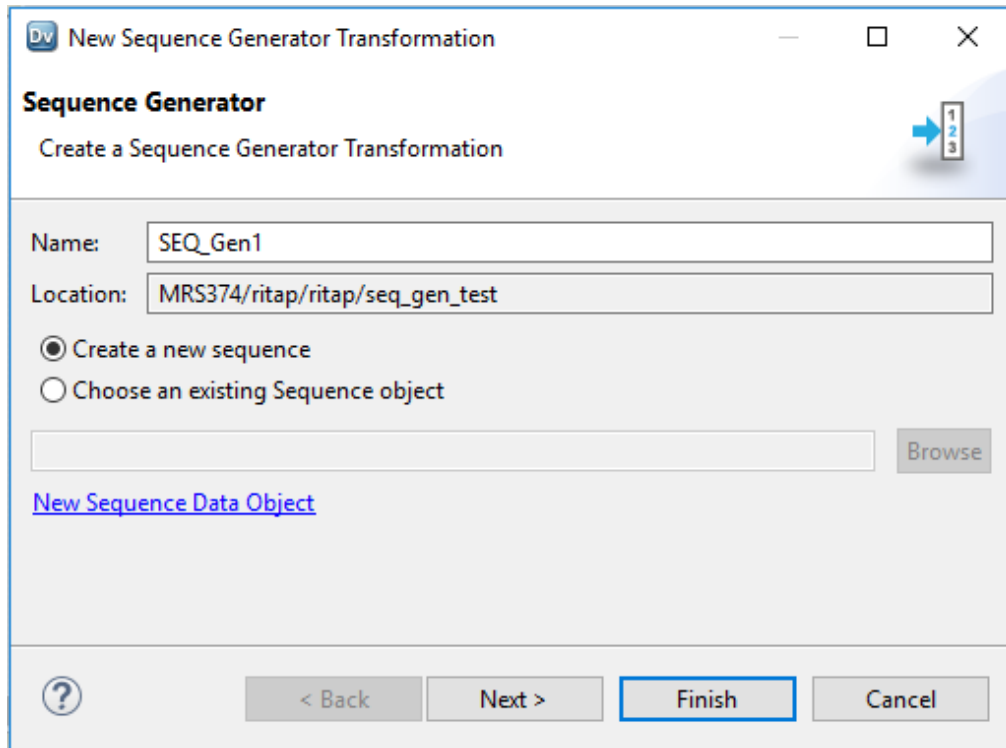 Dv New Sequence Generator Transformation
Sequence Generator
Create a Sequence Generator Transformation
1
2
3
Name: SEQ_Gen1
Location: MRS374/ritap/ritap/seq_gen_test
Create a new sequence
Choose an existing Sequence object
Browse
New Sequence Data Object
? < Back Next > Finish Cancel